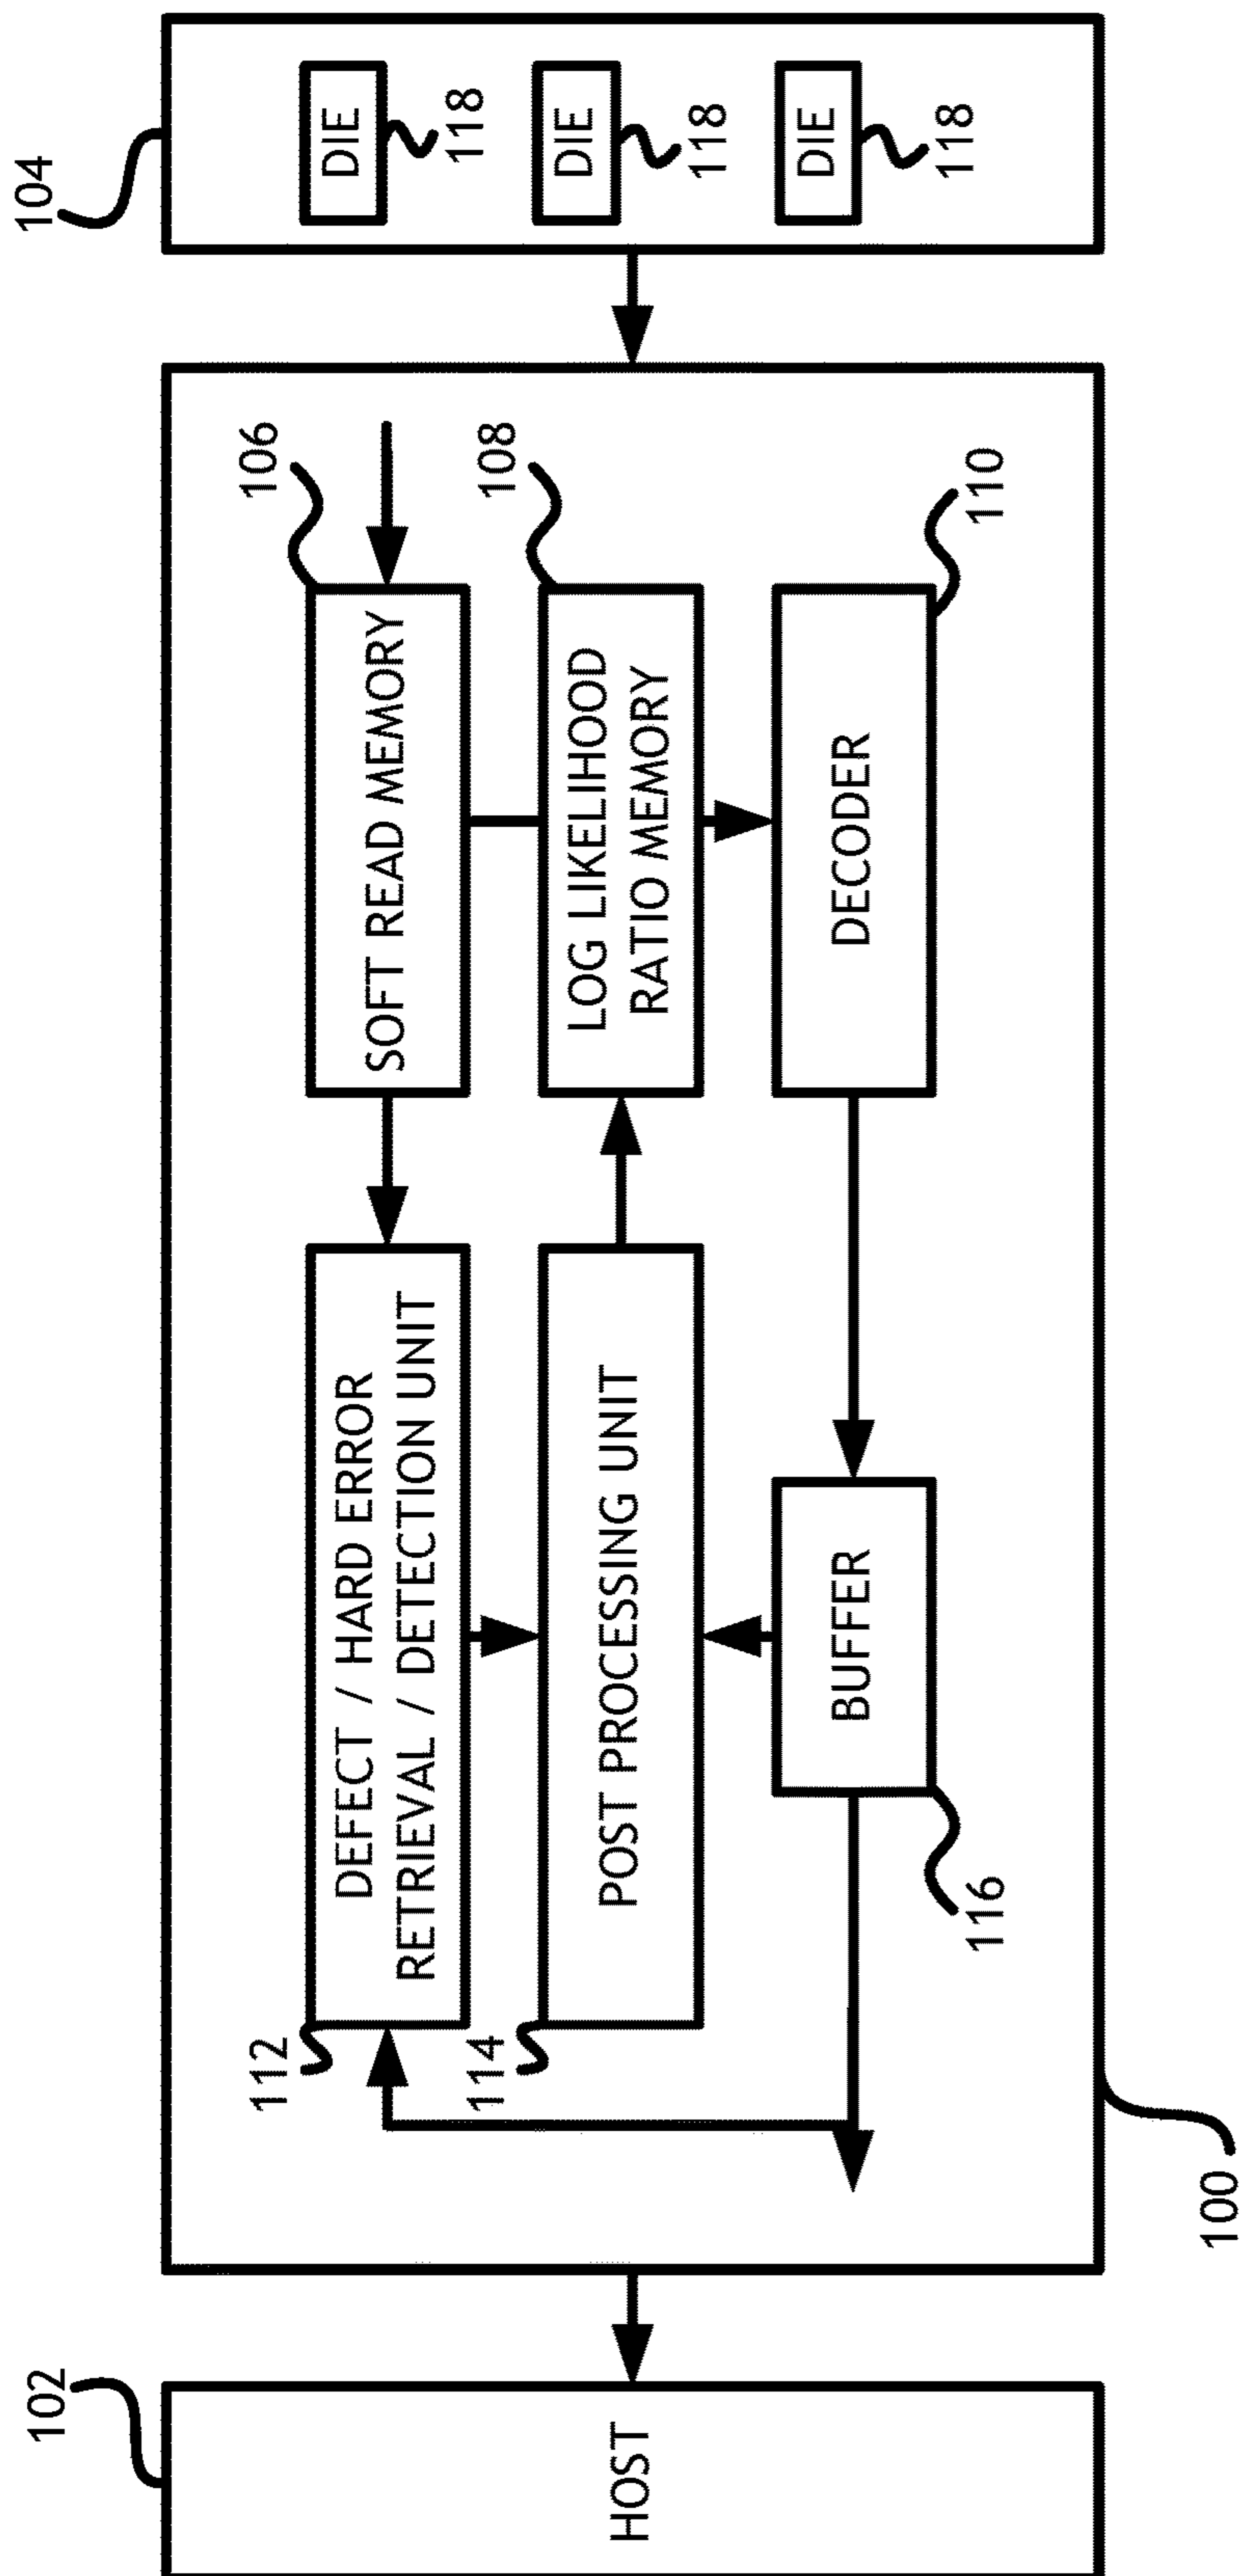 102
HOST
100
112
DEFECT / HARD ERROR
RETRIEVAL / DETECTION UNIT
114
POST PROCESSING UNIT
BUFFER
116
106
SOFT READ MEMORY
108
LOG LIKELIHOOD
RATIO MEMORY
DECODER
110
104
DIE
118
DIE
118
DIE
118